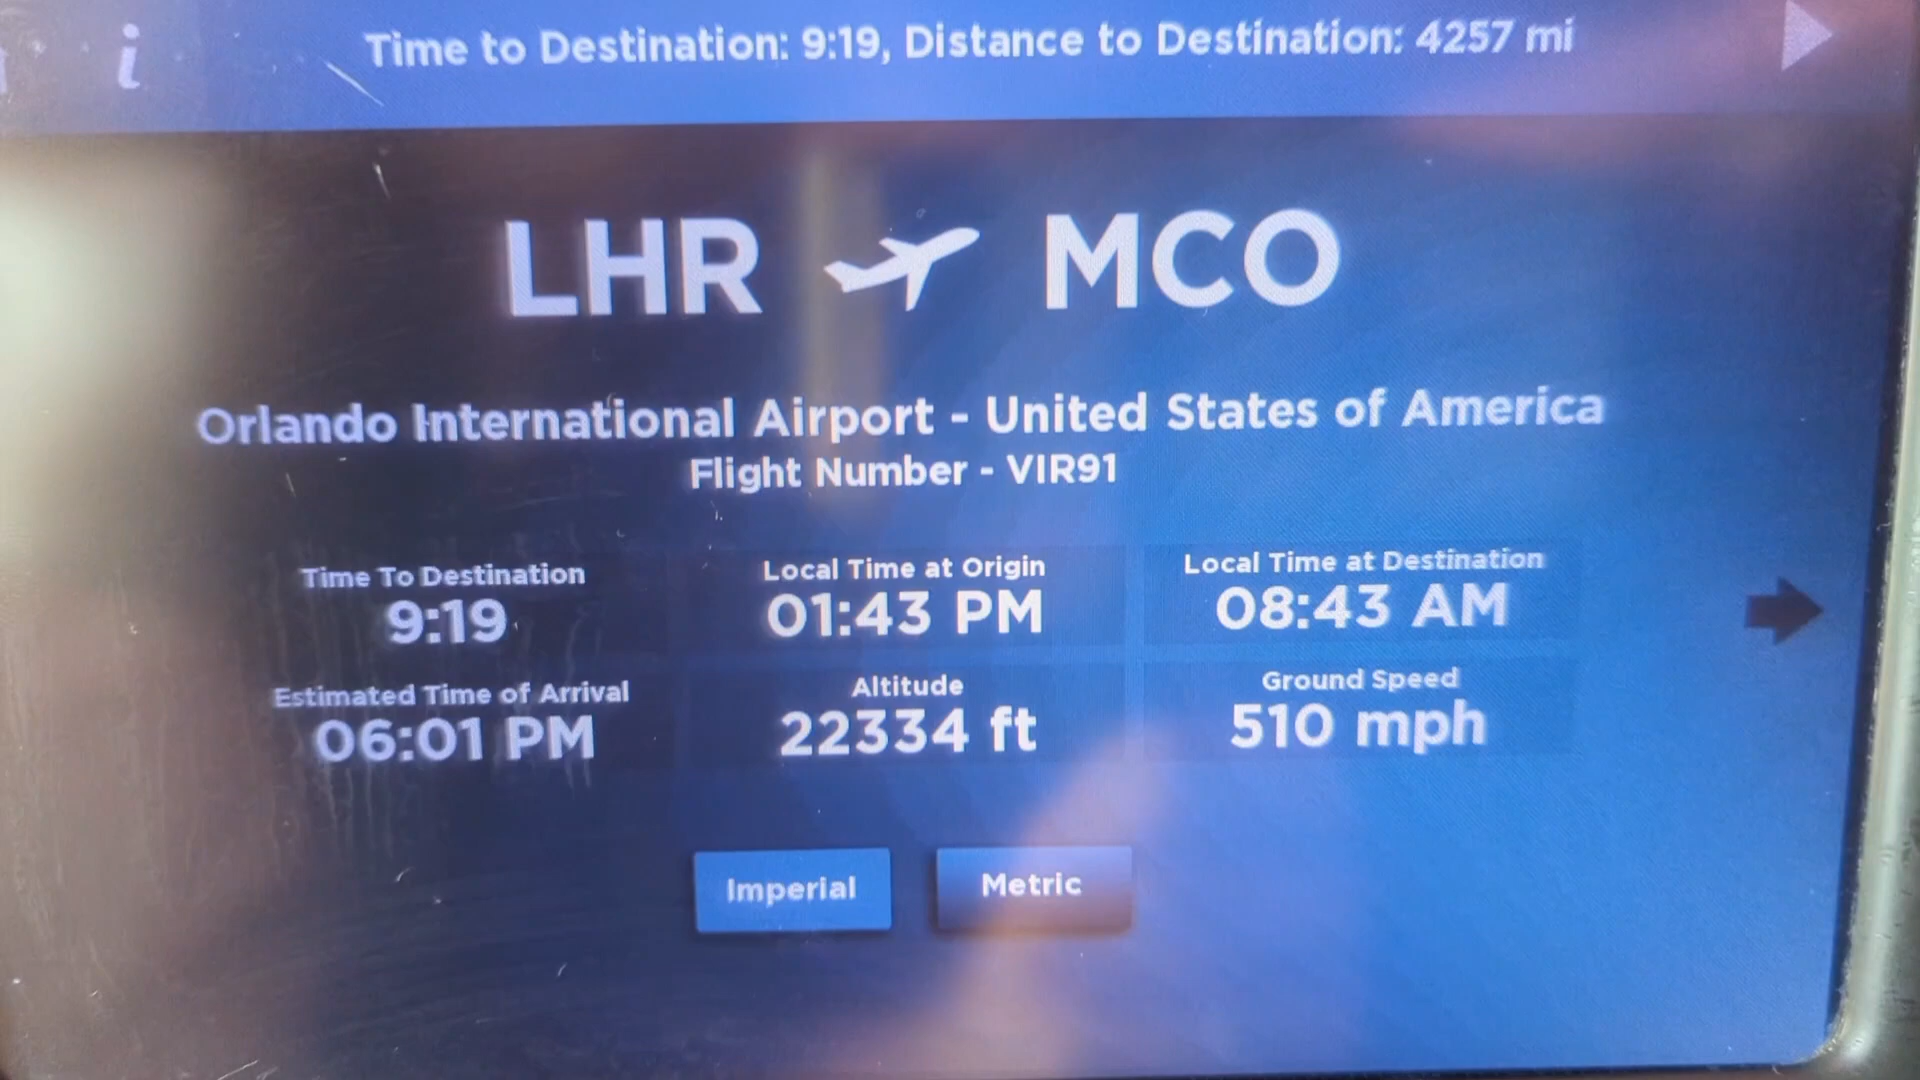 i
Time to Destination: 9:19, Distance to Destination: 4257 mi
LHR MCO
Orlando International Airport - United States of America
Flight Number - VIR91
Time To Destination
9:19
Local Time at Origin
01:43 PM
Local Time at Destination
08:43 AM
Estimated Time of Arrival
06:01 PM
Altitude
22334 ft
Ground Speed
510 mph
Imperial
Metric